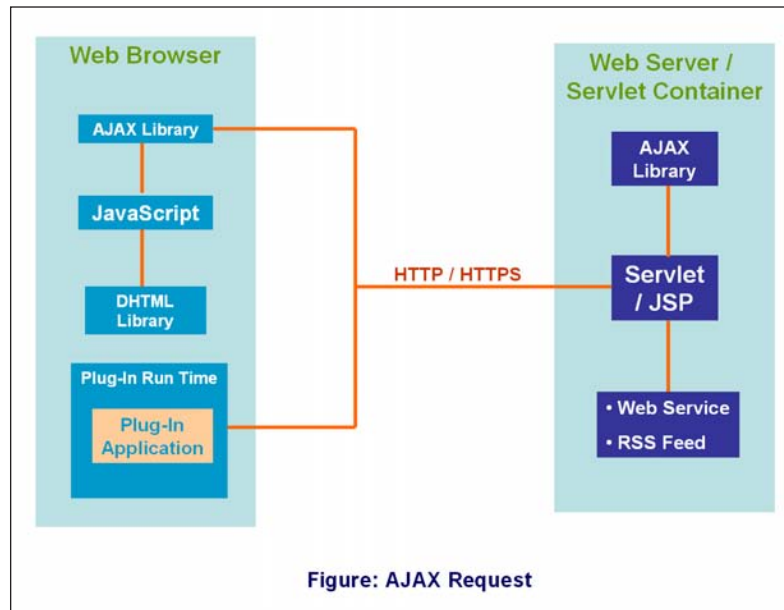 Web Browser
AJAX Library
JavaScript
DHTML
Library
Plug-In Run Time
Plug-In
Application
HTTP / HTTPS
Web Server /
Servlet Container
AJAX
Library
Servlet
/ JSP
• Web Service
• RSS Feed
Figure: AJAX Request